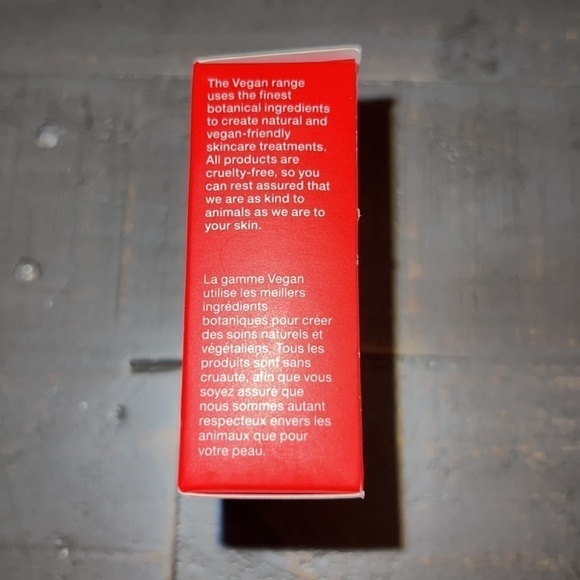 The Vegan range
uses the finest
botanical ingredients
to create natural and
vegan-friendly
skincare treatments.
All products are
cruelty-free, so you
can rest assured that
we are as kind to
animals as we are to
your skin.
La gamme Vegan
utilise les meillers
ingrédients
botaniques pour créer
des soins naturels et
végétaliens. Tous les
produits sont sans
cruauté, afin que vous
soyez assuré que
nous sommes autant
respecteux envers les
animaux que pour
votre peau.